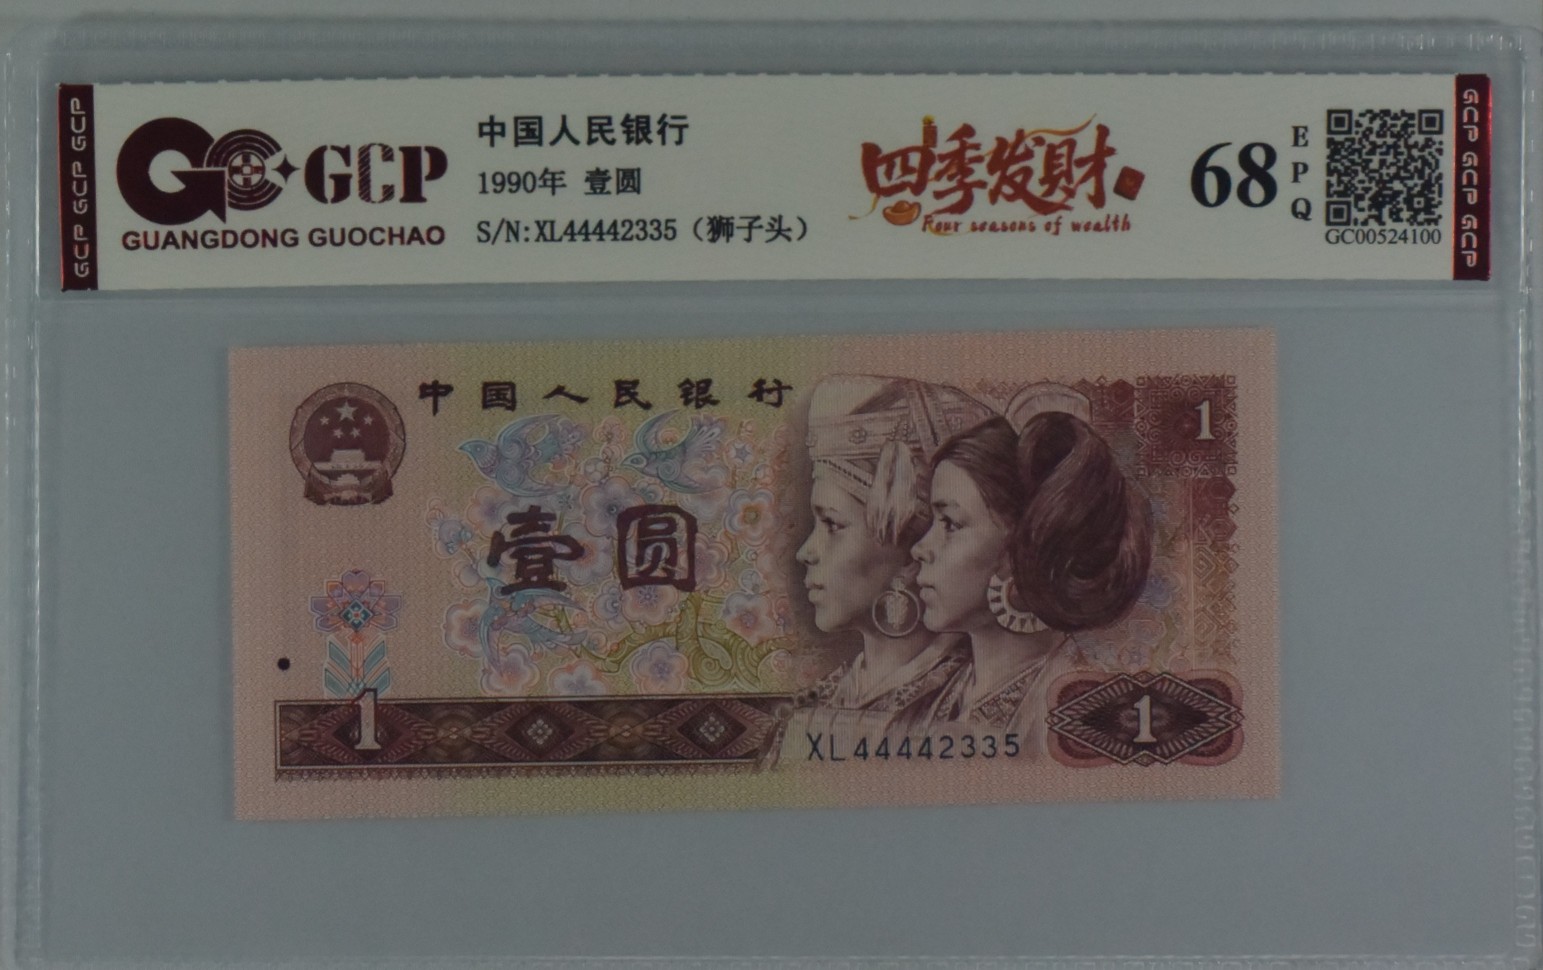 GCP GCP GCP
GCP
GUANGDONG GUOCHAO
中国人民银行
1990年 壹圆
S/N:XL44442335（狮子头）
四季发财
Four seasons of wealth
68
EPQ
GC00524100
GCP GCP GCP
中国人民银行
1
壹圆
1
XL44442335
1